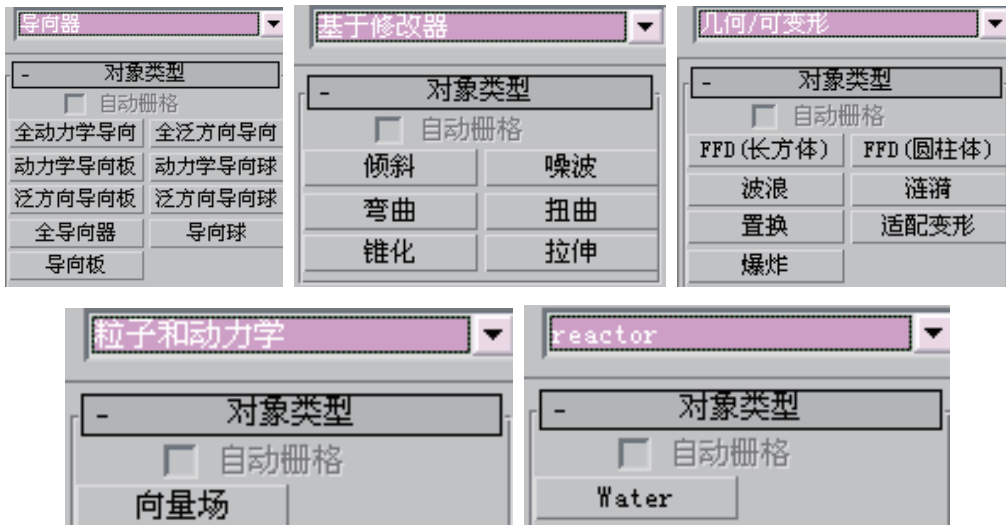 导向器
- 对象类型
自动栅格
全动力学导向 全泛方向导向
动力学导向板 动力学导向球
泛方向导向板 泛方向导向球
全导向器 导向球
导向板
基于修改器
- 对象类型
自动栅格
倾斜 噪波
弯曲 扭曲
锥化 拉伸
几何/可变形
- 对象类型
自动栅格
FFD(长方体) FFD(圆柱体)
波浪 涟漪
置换 适配变形
爆炸
粒子和动力学
- 对象类型
自动栅格
向量场
reactor
- 对象类型
自动栅格
Water